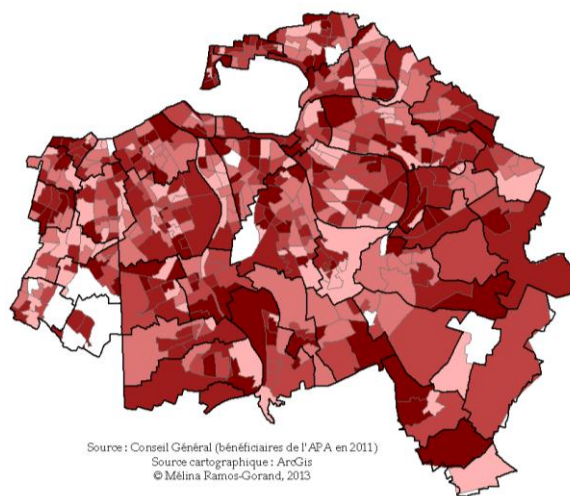 Source : Conseil Général (bénéficiaires de l'APA en 2011)
Source cartographique : ArcGis
© Mélina Ramos-Gorand, 2013